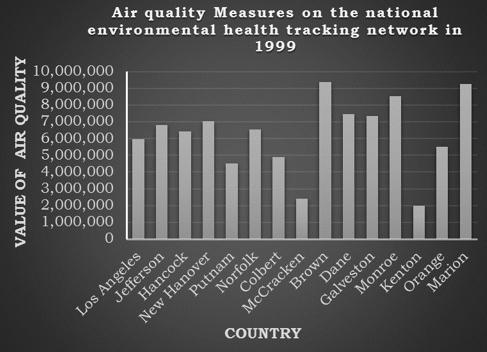 Air quality Measures on the national
environmental health tracking network in
1999
VALUE OF AIR QUALITY
10,000,000
9,000,000
8,000,000
7,000,000
6,000,000
5,000,000
4,000,000
3,000,000
2,000,000
1,000,000
0
Los Angeles
Jefferson
Hancock
New Hanover
Putnam
Norfolk
Colbert
McCracken
Brown
Dane
Galveston
Monroe
Kenton
Orange
Marion
COUNTRY